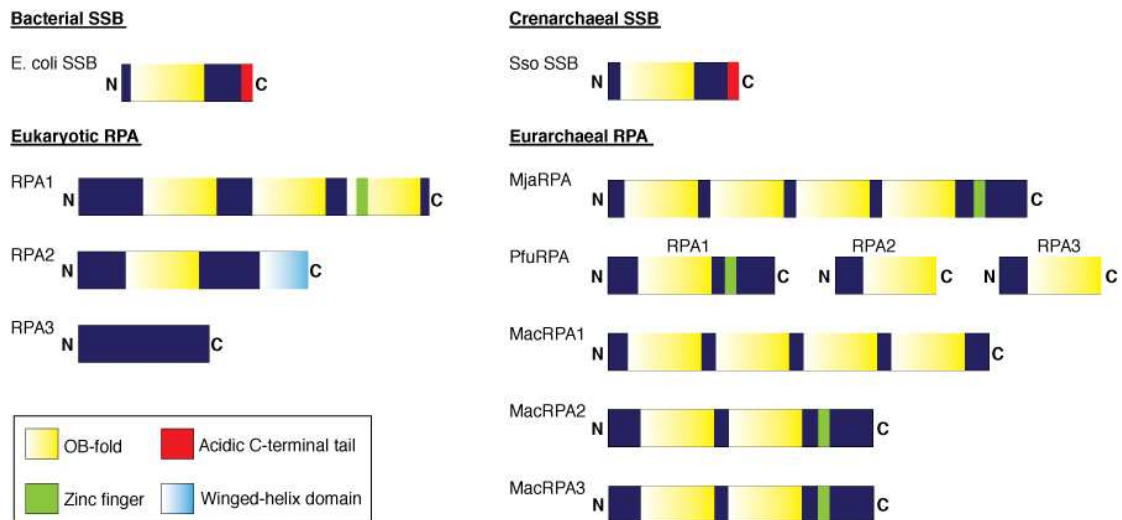 Bacterial SSB
E. coli SSB
N C
Eukaryotic RPA
RPA1
N C
RPA2
N C
RPA3
N C
OB-fold
Acidic C-terminal tail
Zinc finger
Winged-helix domain
Crenarchaeal SSB
Sso SSB
N C
Eurarchaeal RPA
MjaRPA
N C
PfuRPA
RPA1 RPA2 RPA3
N C N C N C
MacRPA1
N C
MacRPA2
N C
MacRPA3
N C